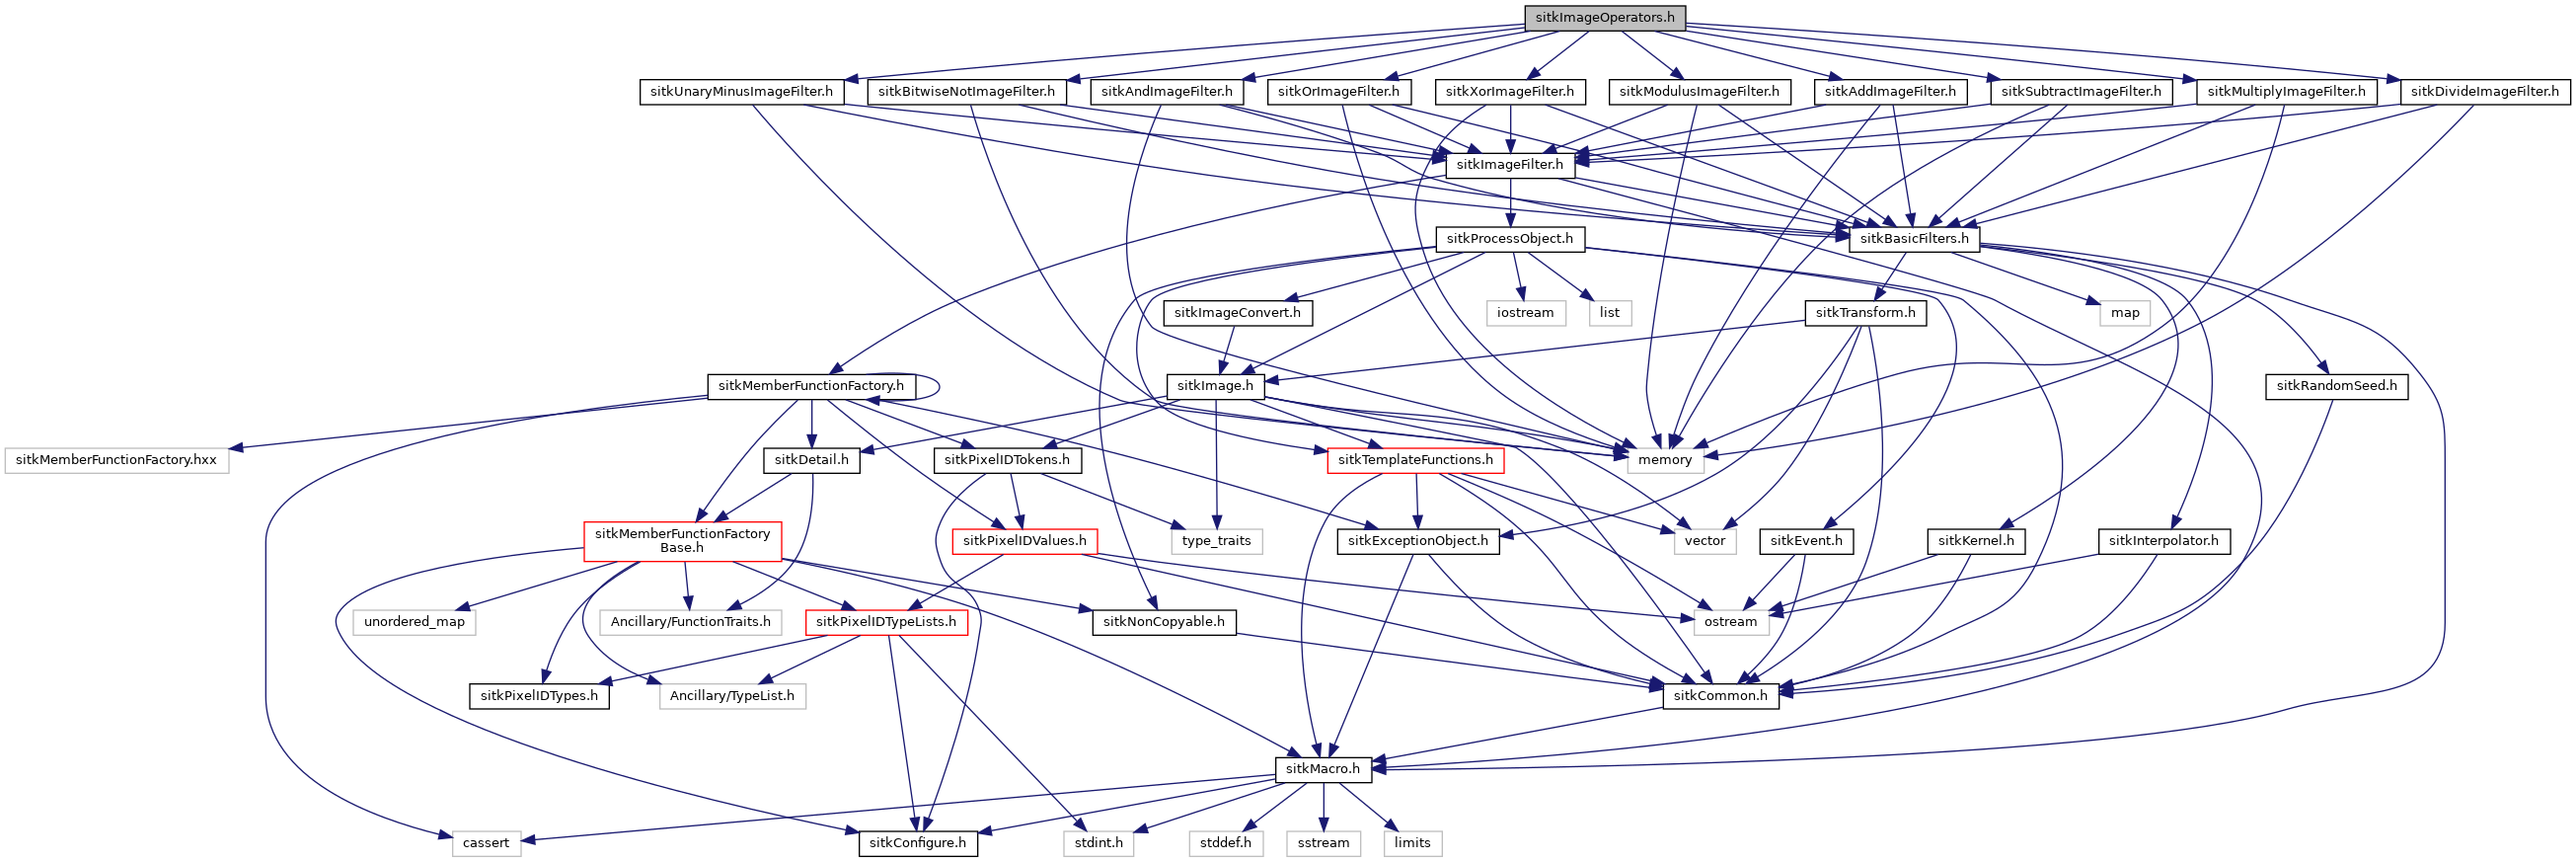 sitkImageOperators.h
sitkUnaryMinusImageFilter.h
sitkBitwiseNotImageFilter.h
sitkAndImageFilter.h
sitkOrImageFilter.h
sitkXorImageFilter.h
sitkModulusImageFilter.h
sitkAddImageFilter.h
sitkSubtractImageFilter.h
sitkMultiplyImageFilter.h
sitkDivideImageFilter.h
sitkImageFilter.h
sitkProcessObject.h
sitkBasicFilters.h
sitkImageConvert.h
iostream
list
sitkTransform.h
map
sitkMemberFunctionFactory.h
sitkImage.h
sitkRandomSeed.h
sitkMemberFunctionFactory.hxx
sitkDetail.h
sitkPixelIDTokens.h
sitkTemplateFunctions.h
memory
sitkMemberFunctionFactory
Base.h
sitkPixelIDValues.h
type_traits
sitkExceptionObject.h
vector
sitkEvent.h
sitkKernel.h
sitkInterpolator.h
unordered_map
Ancillary/FunctionTraits.h
sitkPixelIDTypeLists.h
sitkNonCopyable.h
ostream
sitkPixelIDTypes.h
Ancillary/TypeList.h
sitkCommon.h
sitkMacro.h
cassert
sitkConfigure.h
stdint.h
stddef.h
sstream
limits